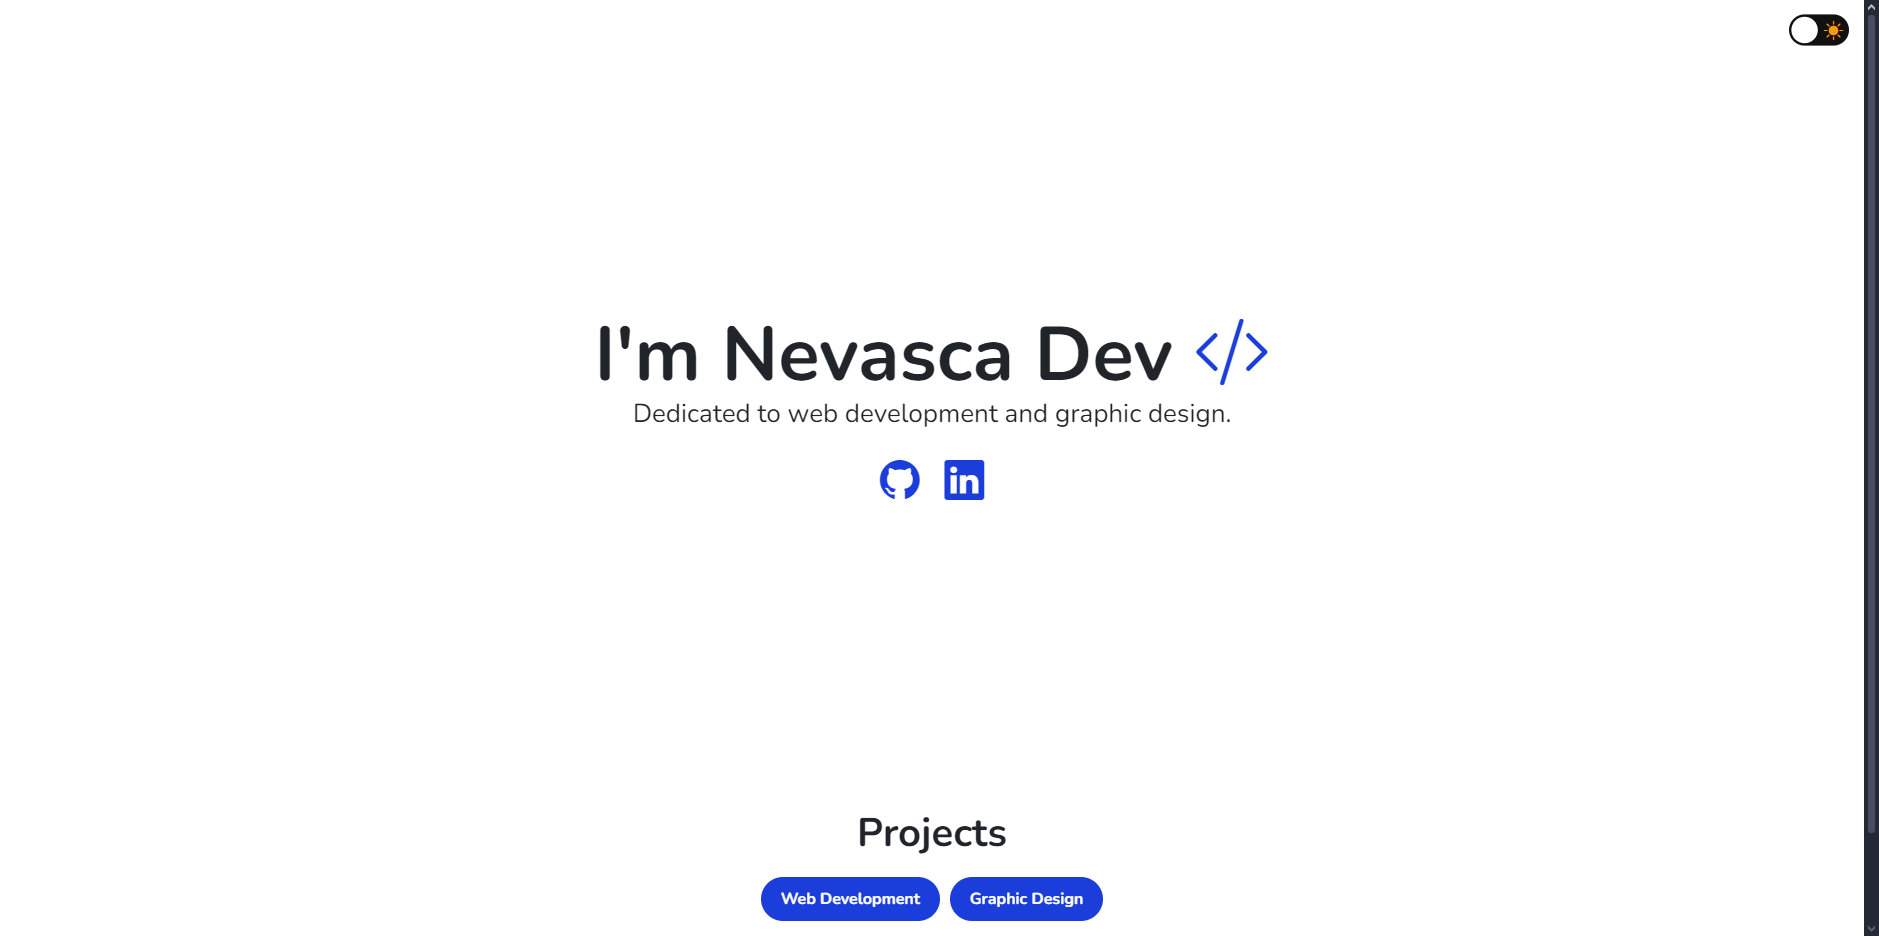 I'm Nevasca Dev </>
Dedicated to web development and graphic design.
Projects
Web Development
Graphic Design